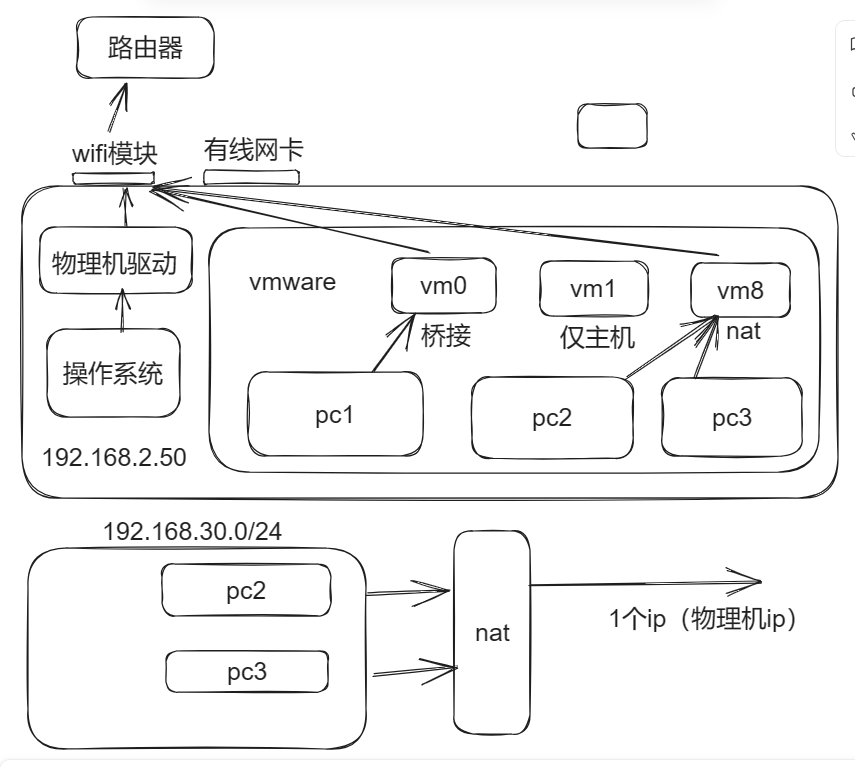 路由器
wifi模块
有线网卡
物理机驱动
vmware
vm0
vm1
vm8
桥接
仅主机
nat
操作系统
pc1
pc2
pc3
192.168.2.50
192.168.30.0/24
pc2
pc3
nat
1个ip（物理机ip）